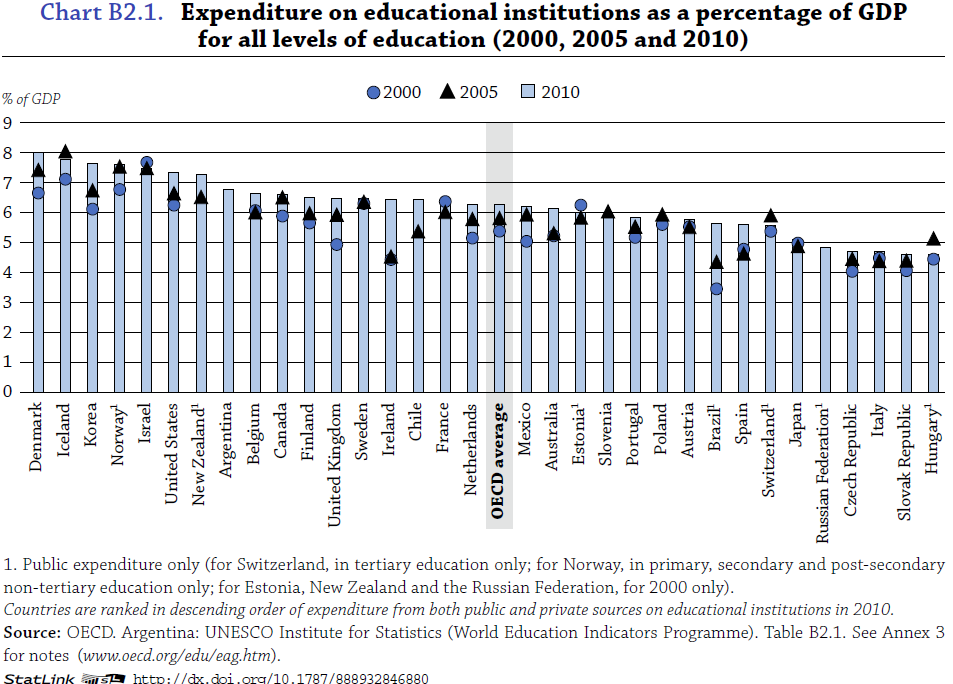 Chart B2.1. Expenditure on educational institutions as a percentage of GDP
for all levels of education (2000, 2005 and 2010)
2000 2005 2010
% of GDP
9
8
7
6
5
4
3
2
1
0
Denmark
Iceland
Korea
Norway¹
Israel
United States
New Zealand¹
Argentina
Belgium
Canada
Finland
United Kingdom
Sweden
Ireland
Chile
France
Netherlands
OECD average
Mexico
Australia
Estonia¹
Slovenia
Portugal
Poland
Austria
Brazil¹
Spain
Switzerland¹
Japan
Russian Federation¹
Czech Republic
Italy
Slovak Republic
Hungary¹
1. Public expenditure only (for Switzerland, in tertiary education only; for Norway, in primary, secondary and post-secondary
non-tertiary education only; for Estonia, New Zealand and the Russian Federation, for 2000 only).
Countries are ranked in descending order of expenditure from both public and private sources on educational institutions in 2010.
Source: OECD. Argentina: UNESCO Institute for Statistics (World Education Indicators Programme). Table B2.1. See Annex 3
for notes (www.oecd.org/edu/eag.htm).
StatLink http://dx.doi.org/10.1787/888932846880